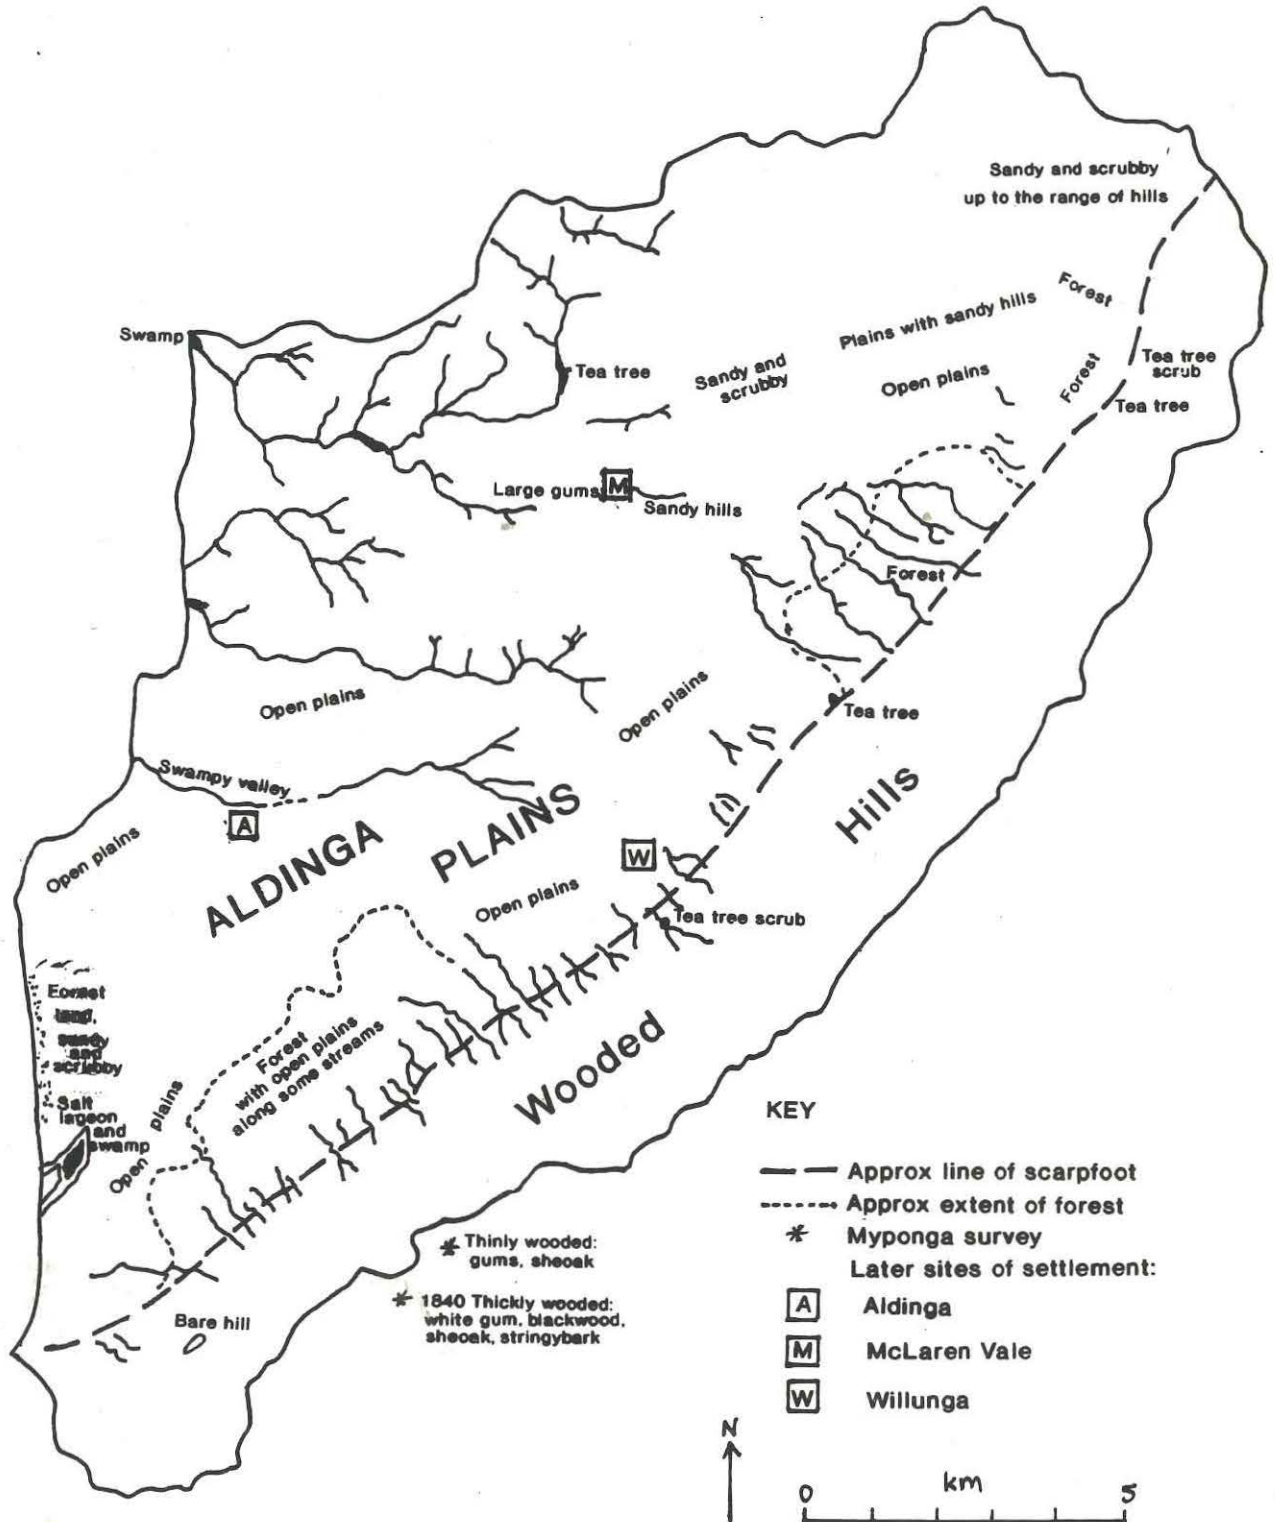 Sandy and scrubby
up to the range of hills
Forest
Plains with sandy hills
Swamp
Tea tree
Sandy and
scrubby
Open plains
Forest
Tea tree
scrub
Tea tree
Large gums
M
Sandy hills
Forest
Open plains
Open plains
Tea tree
Swampy valley
A
Hills
ALDINGA PLAINS
Open plains
W
Open plains
Tea tree scrub
Forest
land,
sandy
and
scrubby
Salt
lagoon
and
swamp
Open plains
Forest
with open plains
along some streams
Wooded
Thinly wooded:
gums, sheoak
1840 Thickly wooded:
white gum, blackwood,
sheoak, stringybark
Bare hill
KEY
Approx line of scarpfoot
Approx extent of forest
Myponga survey
Later sites of settlement:
A Aldinga
M McLaren Vale
W Willunga
N
km
0 5